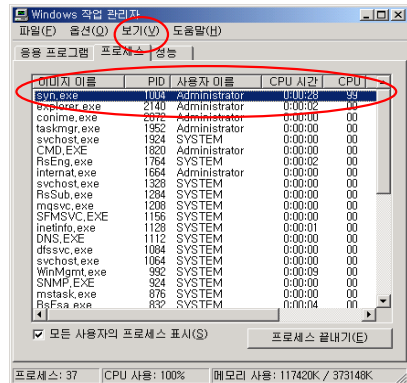 Windows 작업 관리자
파일(F) 옵션(O) 보기(V) 도움말(H)
응용 프로그램 프로세스 성능
이미지 이름 PID 사용자 이름 CPU 시간 CPU
syn,exe 1004 Administrator 0:00:28 99
explorer,exe 2140 Administrator 0:00:02 00
conime,exe 2072 Administrator 0:00:00 00
taskmgr,exe 1952 Administrator 0:00:00 00
svchost,exe 1924 SYSTEM 0:00:00 00
CMD,EXE 1820 Administrator 0:00:00 00
RsEng,exe 1764 SYSTEM 0:00:02 00
internat,exe 1664 Administrator 0:00:00 00
svchost,exe 1328 SYSTEM 0:00:00 00
RsSub,exe 1284 SYSTEM 0:00:00 00
mqsvc,exe 1208 SYSTEM 0:00:00 00
SFMSVC,EXE 1156 SYSTEM 0:00:00 00
inetinfo,exe 1128 SYSTEM 0:00:01 00
DNS,EXE 1112 SYSTEM 0:00:00 00
dfssvc,exe 1084 SYSTEM 0:00:00 00
svchost,exe 1064 SYSTEM 0:00:00 00
WinMgmt,exe 992 SYSTEM 0:00:09 00
SNMP,EXE 924 SYSTEM 0:00:00 00
mstask,exe 876 SYSTEM 0:00:00 00
RsFsa,exe 832 SYSTEM 0:00:04 00
모든 사용자의 프로세스 표시(S) 프로세스 끝내기(E)
프로세스: 37 CPU 사용: 100% 메모리 사용: 117420K / 373148K